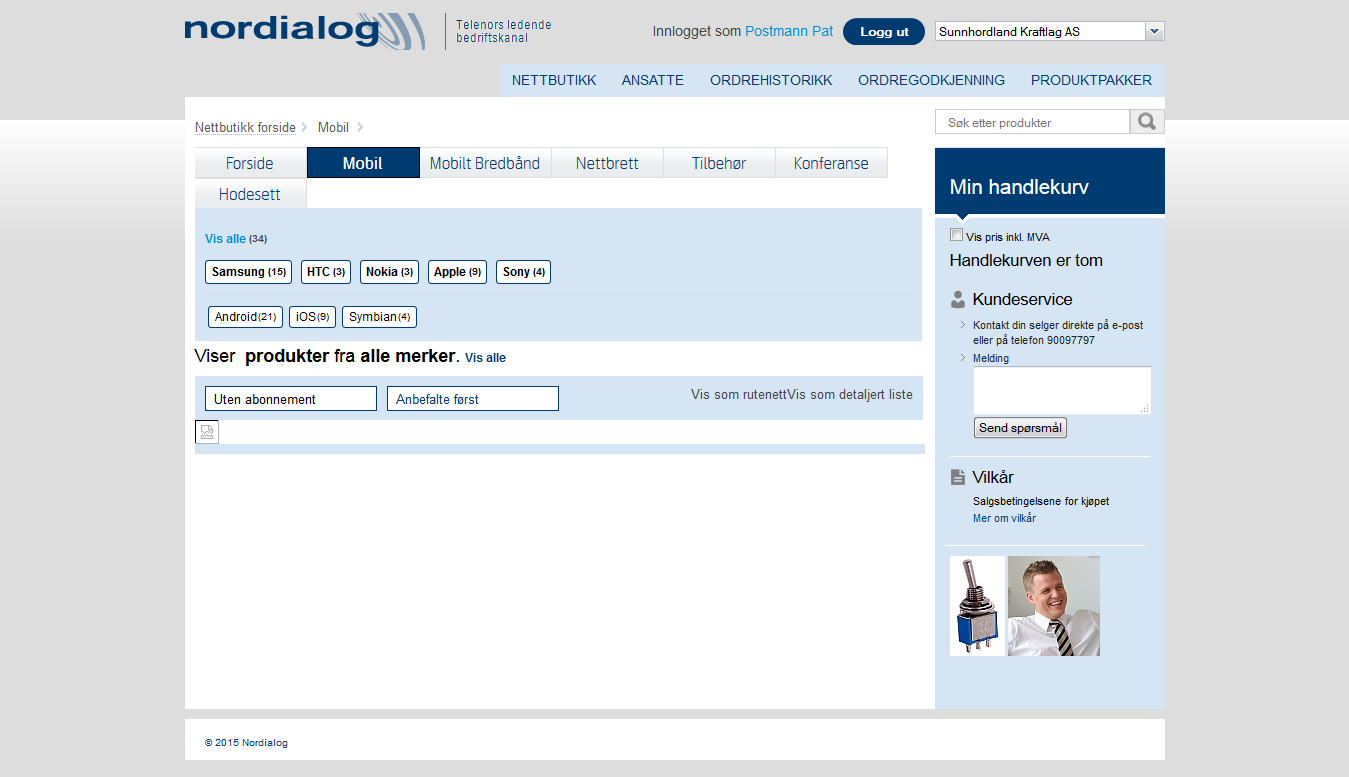 nordialog
Telenors ledende
bedriftskanal
Innlogget som Postmann Pat
Logg ut
Sunnhordland Kraftlag AS
NETTBUTIKK ANSATTE ORDREHISTORIKK ORDREGODKJENNING PRODUKTPAKKER
Nettbutikk forside Mobil
Søk etter produkter
Forside Mobil Mobilt Bredbånd Nettbrett Tilbehør Konferanse
Hodesett
Vis alle (34)
Samsung (15) HTC (3) Nokia (3) Apple (9) Sony (4)
Android(21) iOS(9) Symbian(4)
Viser produkter fra alle merker. Vis alle
Uten abonnement Anbefalte først Vis som rutenettVis som detaljert liste
Min handlekurv
Vis pris inkl. MVA
Handlekurven er tom
Kundeservice
Kontakt din selger direkte på e-post
eller på telefon 90097797
Melding
Send spørsmål
Vilkår
Salgsbetingelsene for kjøpet
Mer om vilkår
© 2015 Nordialog